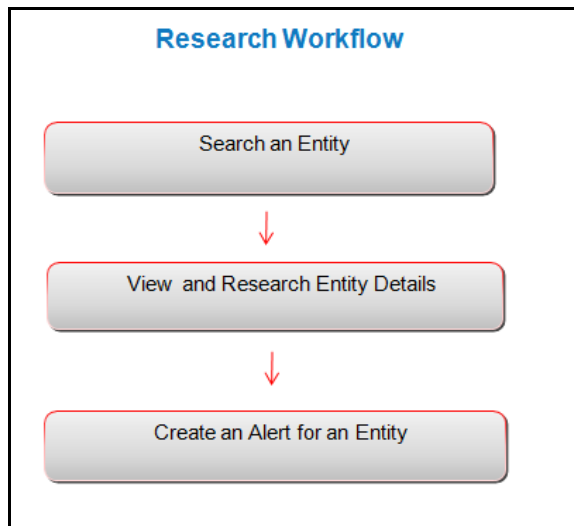 Research Workflow
Search an Entity
View and Research Entity Details
Create an Alert for an Entity